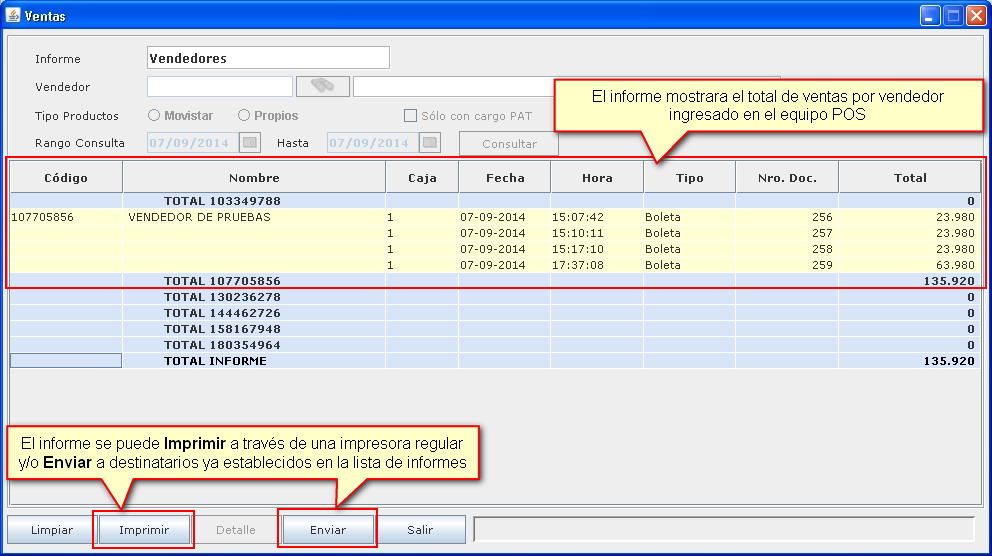 Ventas
Informe Vendedores
Vendedor
Tipo Productos Movistar Propios Sólo con cargo PAT
Rango Consulta 07/09/2014 Hasta 07/09/2014 Consultar
El informe mostrara el total de ventas por vendedor
ingresado en el equipo POS
Código Nombre Caja Fecha Hora Tipo Nro. Doc. Total
TOTAL 103349788 0
107705856 VENDEDOR DE PRUEBAS 1 07-09-2014 15:07:42 Boleta 256 23.980
1 07-09-2014 15:10:11 Boleta 257 23.980
1 07-09-2014 15:17:10 Boleta 258 23.980
1 07-09-2014 17:37:08 Boleta 259 63.980
TOTAL 107705856 135.920
TOTAL 130236278 0
TOTAL 144462726 0
TOTAL 158167948 0
TOTAL 180354964 0
TOTAL INFORME 135.920
El informe se puede Imprimir a través de una impresora regular
y/o Enviar a destinatarios ya establecidos en la lista de informes
Limpiar Imprimir Detalle Enviar Salir